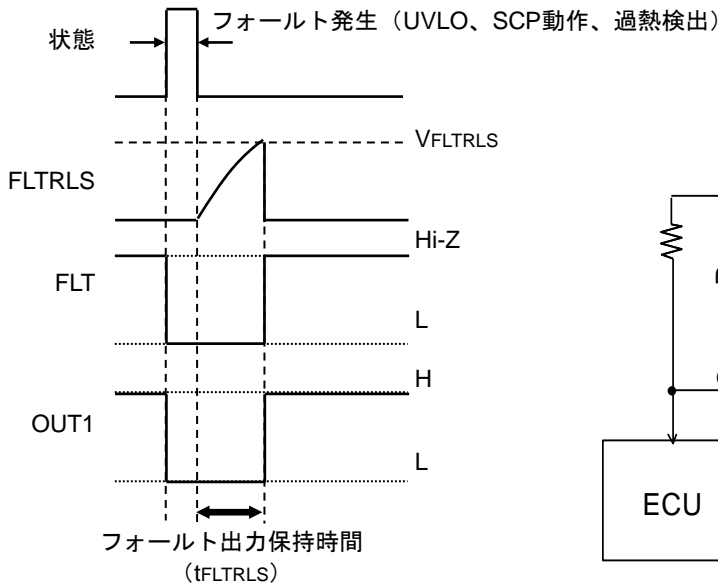 フォールト発生（UVLO、SCP動作、過熱検出）
状態
VFLTRLS
FLTRLS
Hi-Z
FLT
L
H
OUT1
L
フォールト出力保持時間
（tFLTRLS）
ECU